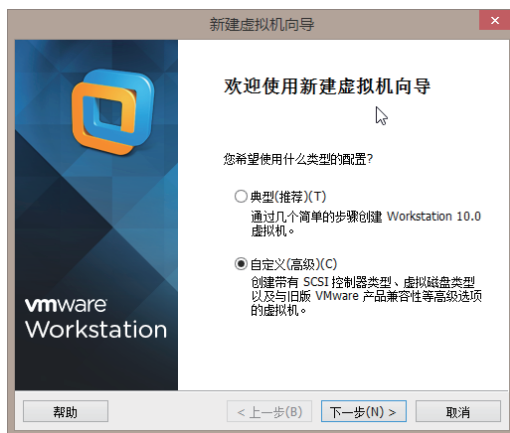 新建虚拟机向导
欢迎使用新建虚拟机向导
您希望使用什么类型的配置?
典型(推荐)(T)
通过几个简单的步骤创建 Workstation 10.0
虚拟机。
自定义(高级)(C)
创建带有 SCSI 控制器类型、虚拟磁盘类型
以及与旧版 VMware 产品兼容性等高级选项
的虚拟机。
vmware
Workstation
帮助
< 上一步(B)
下一步(N) >
取消